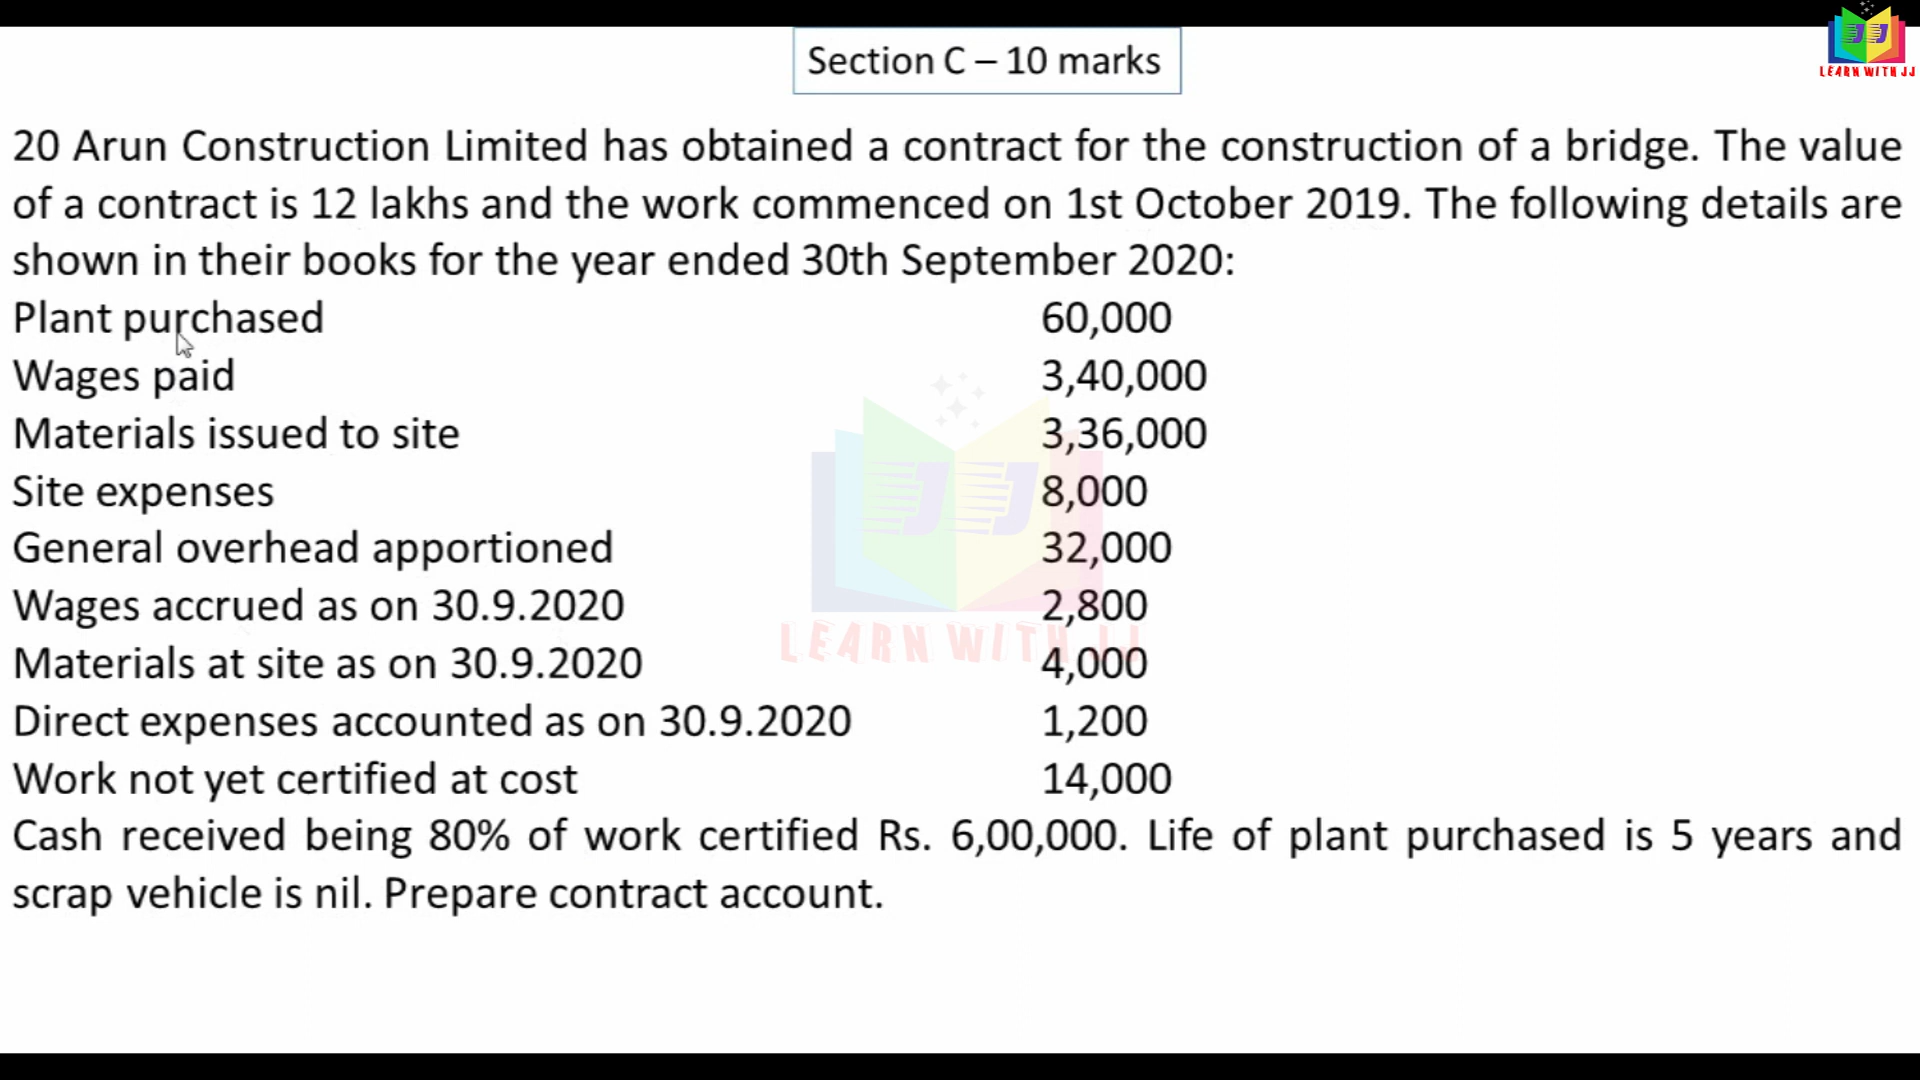 Section C – 10 marks
LEARN WITH JJ
20 Arun Construction Limited has obtained a contract for the construction of a bridge. The value
of a contract is 12 lakhs and the work commenced on 1st October 2019. The following details are
shown in their books for the year ended 30th September 2020:
Plant purchased 60,000
Wages paid 3,40,000
Materials issued to site 3,36,000
Site expenses 8,000
General overhead apportioned 32,000
Wages accrued as on 30.9.2020 2,800
LEARN WITH JJ
Materials at site as on 30.9.2020 4,000
Direct expenses accounted as on 30.9.2020 1,200
Work not yet certified at cost 14,000
Cash received being 80% of work certified Rs. 6,00,000. Life of plant purchased is 5 years and
scrap vehicle is nil. Prepare contract account.